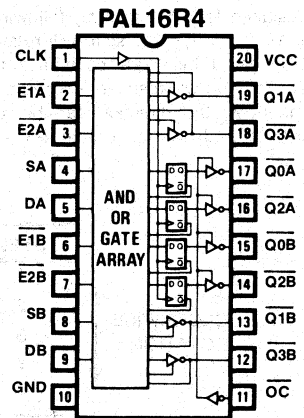 PAL16R4
CLK 1 20 VCC
E1A 2 19 Q1A
E2A 3 18 Q3A
SA 4 17 Q0A
DA 5 16 Q2A
E1B 6 15 Q0B
E2B 7 14 Q2B
SB 8 13 Q1B
DB 9 12 Q3B
GND 10 11 OC
AND
OR
GATE
ARRAY
D Q
Q
D Q
Q
D Q
Q
D Q
Q